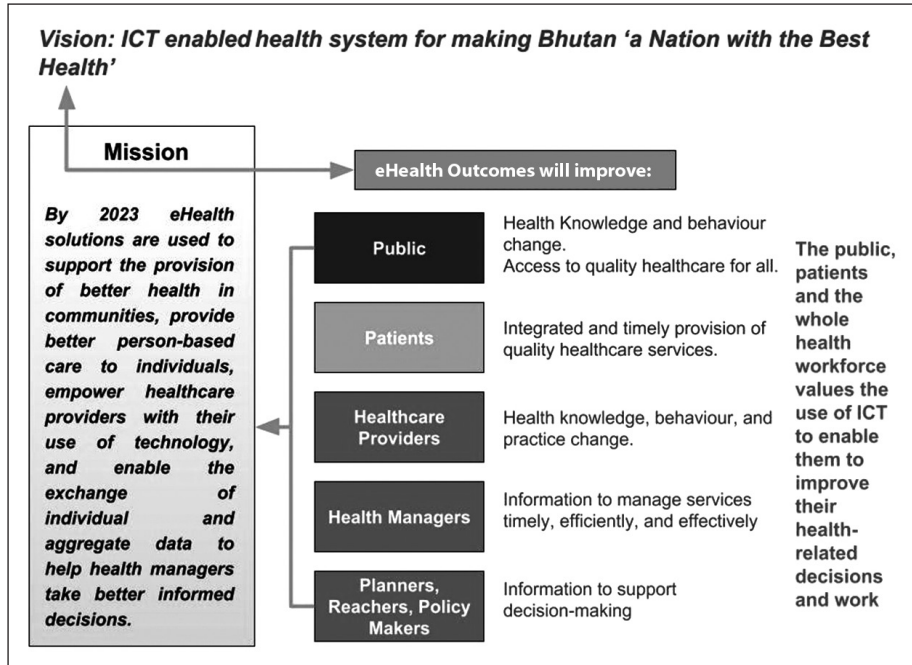 Vision: ICT enabled health system for making Bhutan ‘a Nation with the Best
Health’
Mission
By 2023 eHealth
solutions are used to
support the provision
of better health in
communities, provide
better person-based
care to individuals,
empower healthcare
providers with their
use of technology,
and enable the
exchange of
individual and
aggregate data to
help health managers
take better informed
decisions.
eHealth Outcomes will improve:
Public
Health Knowledge and behaviour
change.
Access to quality healthcare for all.
Patients
Integrated and timely provision of
quality healthcare services.
Healthcare
Providers
Health knowledge, behaviour, and
practice change.
Health Managers
Information to manage services
timely, efficiently, and effectively
Planners,
Reachers, Policy
Makers
Information to support
decision-making
The public,
patients
and the
whole
health
workforce
values the
use of ICT
to enable
them to
improve
their
health-
related
decisions
and work